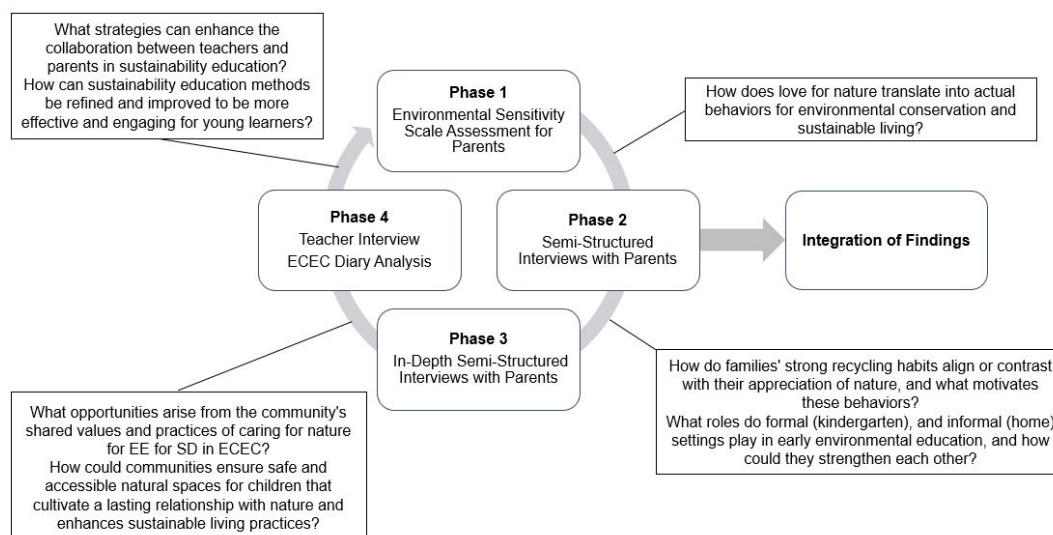 What strategies can enhance the
collaboration between teachers and
parents in sustainability education?
How can sustainability education methods
be refined and improved to be more
effective and engaging for young learners?
Phase 1
Environmental Sensitivity
Scale Assessment for
Parents
How does love for nature translate into actual
behaviors for environmental conservation and
sustainable living?
Phase 4
Teacher Interview
ECEC Diary Analysis
Phase 2
Semi-Structured
Interviews with Parents
Integration of Findings
Phase 3
In-Depth Semi-Structured
Interviews with Parents
How do families' strong recycling habits align or contrast
with their appreciation of nature, and what motivates
these behaviors?
What roles do formal (kindergarten), and informal (home)
settings play in early environmental education, and how
could they strengthen each other?
What opportunities arise from the community's
shared values and practices of caring for nature
for EE for SD in ECEC?
How could communities ensure safe and
accessible natural spaces for children that
cultivate a lasting relationship with nature and
enhances sustainable living practices?